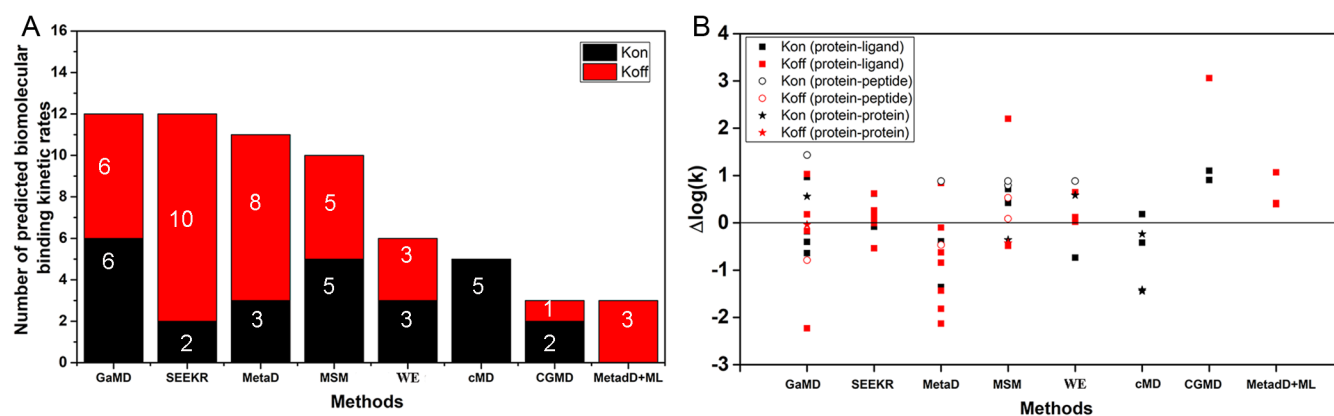 A
Number of predicted biomolecular
binding kinetic rates
16
14
12
10
8
6
4
2
0
Kon
Koff
6
6
10
2
8
3
5
5
3
3
5
1
2
3
GaMD SEEKR MetaD MSM WE cMD CGMD MetadD+ML
Methods
B
Δlog(k)
4
3
2
1
0
-1
-2
-3
Kon (protein-ligand)
Koff (protein-ligand)
Kon (protein-peptide)
Koff (protein-peptide)
Kon (protein-protein)
Koff (protein-protein)
GaMD SEEKR MetaD MSM WE cMD CGMD MetadD+ML
Methods